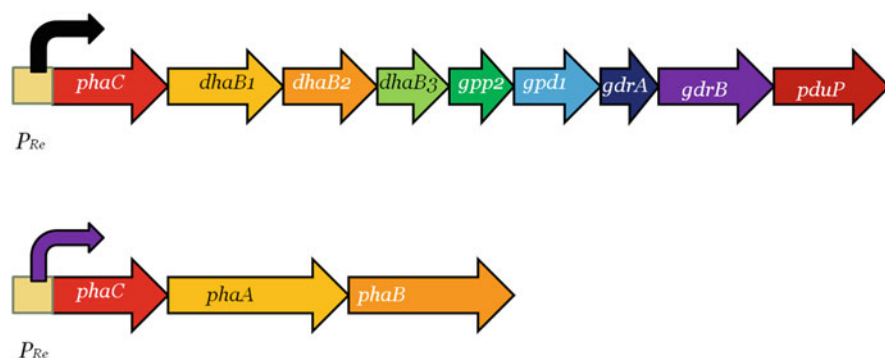 phaC dhaB1 dhaB2 dhaB3 gpp2 gpd1 gdrA gdrB pduP
PRe
phaC phaA phaB
PRe